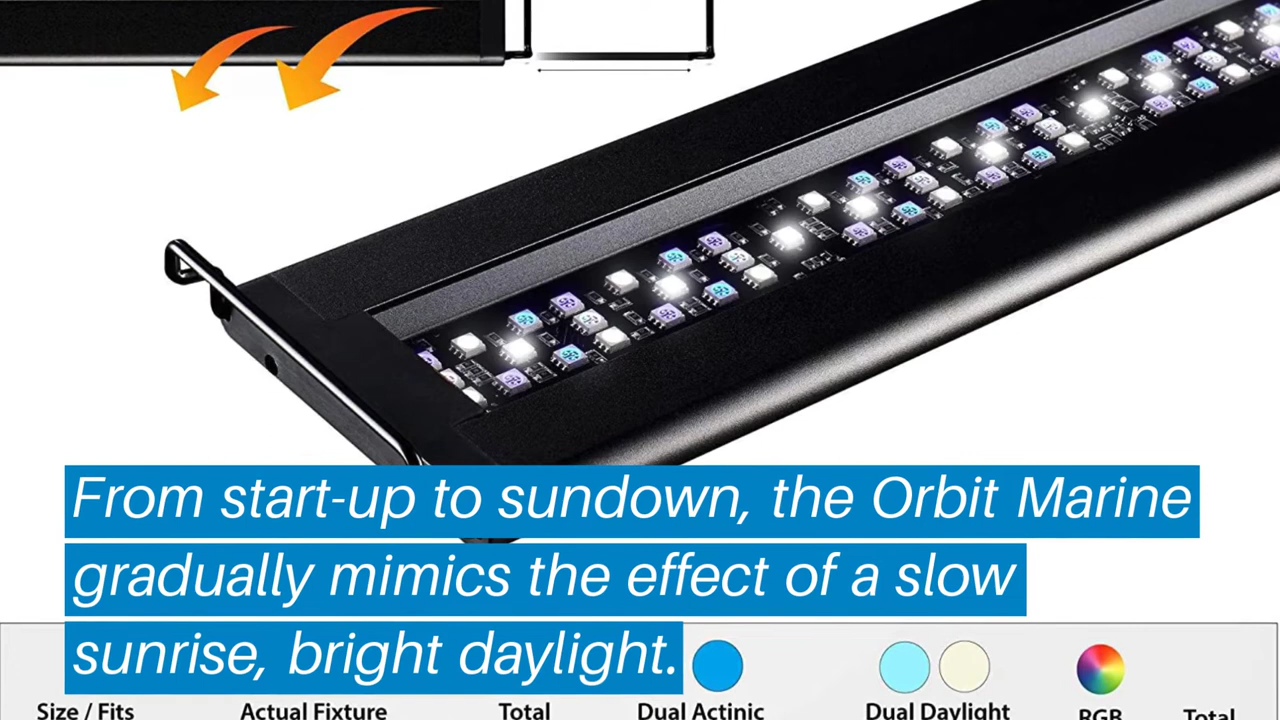 From start-up to sundown, the Orbit Marine
gradually mimics the effect of a slow
sunrise, bright daylight.
Size / Fits Actual Fixture Total Dual Actinic Dual Daylight RGB Total